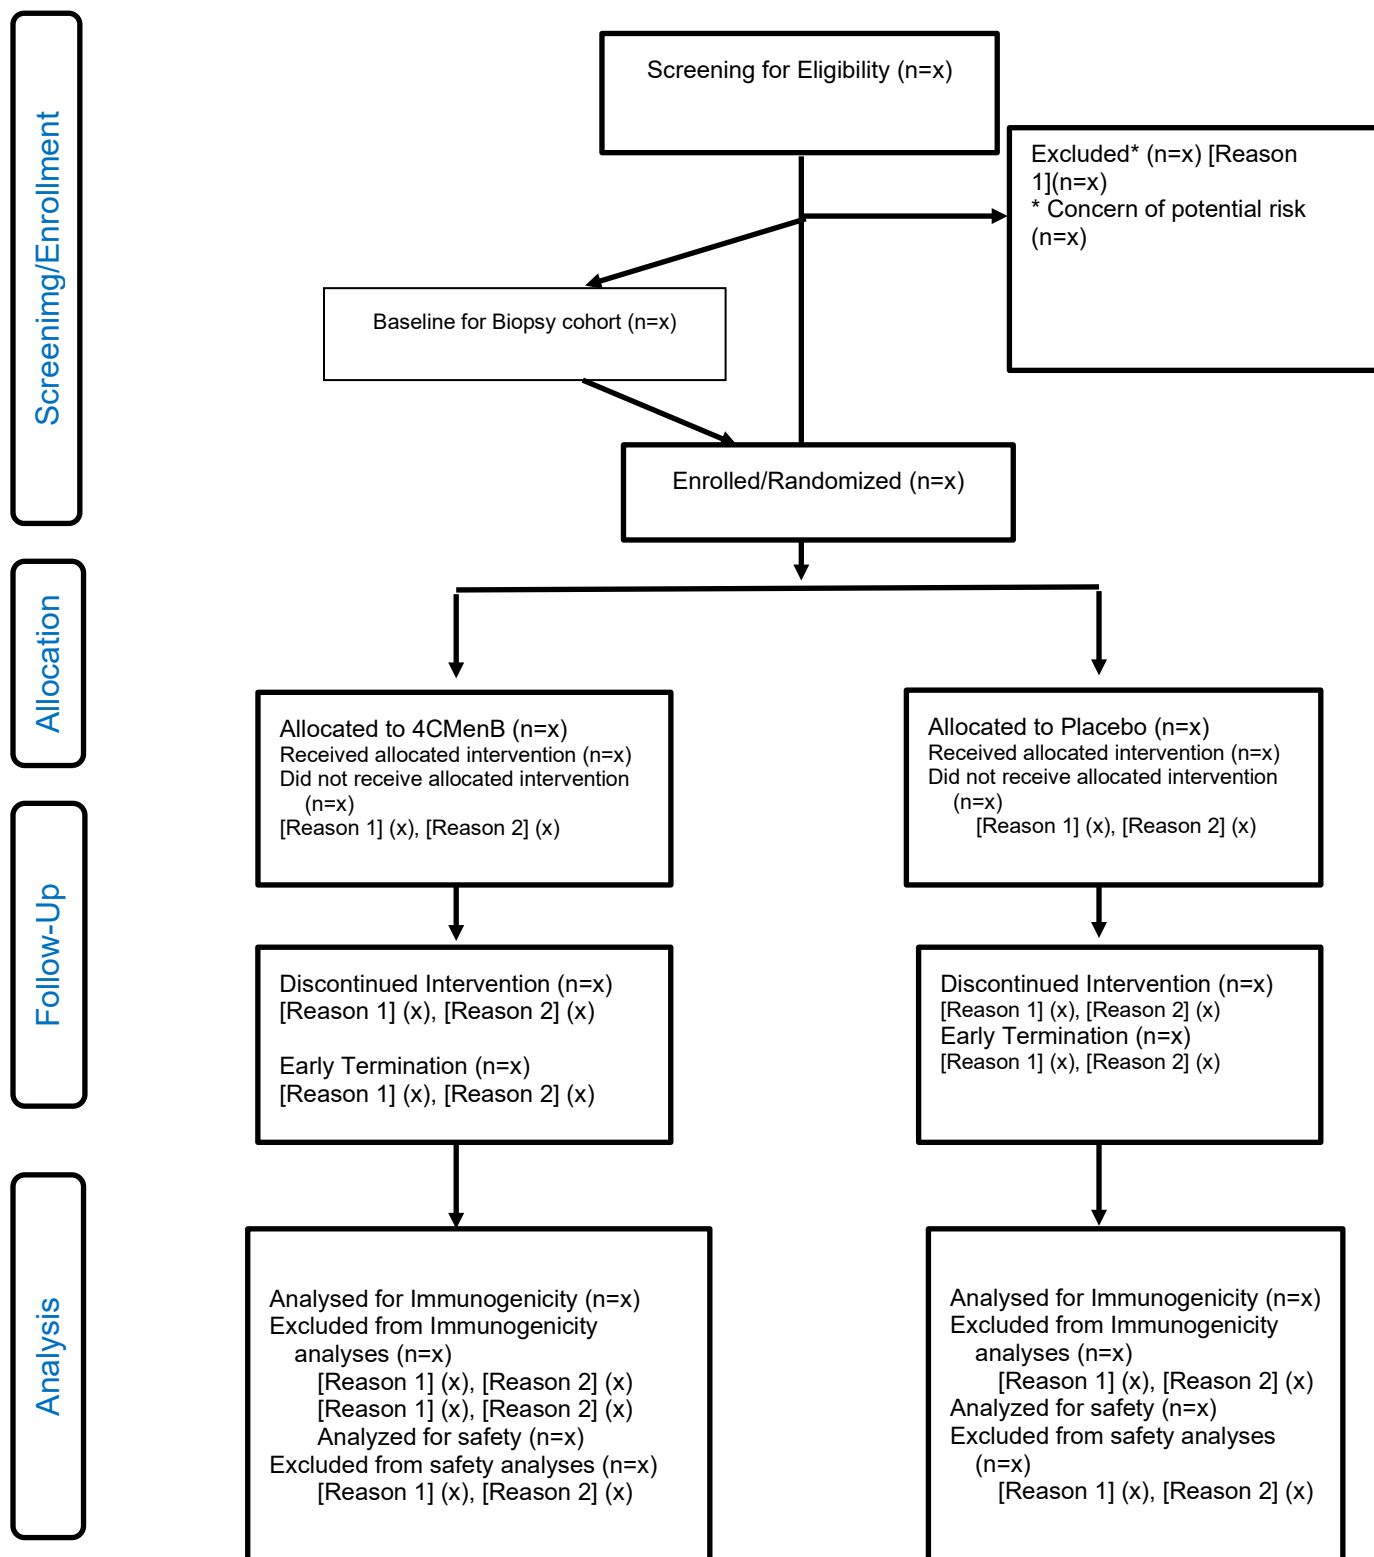 Screenimg/Enrollment
Screening for Eligibility (n=x)
Excluded* (n=x) [Reason
1](n=x)
* Concern of potential risk
(n=x)
Baseline for Biopsy cohort (n=x)
Enrolled/Randomized (n=x)
Allocation
Allocated to 4CMenB (n=x)
Received allocated intervention (n=x)
Did not receive allocated intervention
(n=x)
[Reason 1] (x), [Reason 2] (x)
Allocated to Placebo (n=x)
Received allocated intervention (n=x)
Did not receive allocated intervention
(n=x)
[Reason 1] (x), [Reason 2] (x)
Follow-Up
Discontinued Intervention (n=x)
[Reason 1] (x), [Reason 2] (x)
Early Termination (n=x)
[Reason 1] (x), [Reason 2] (x)
Discontinued Intervention (n=x)
[Reason 1] (x), [Reason 2] (x)
Early Termination (n=x)
[Reason 1] (x), [Reason 2] (x)
Analysis
Analysed for Immunogenicity (n=x)
Excluded from Immunogenicity
analyses (n=x)
[Reason 1] (x), [Reason 2] (x)
[Reason 1] (x), [Reason 2] (x)
Analyzed for safety (n=x)
Excluded from safety analyses (n=x)
[Reason 1] (x), [Reason 2] (x)
Analysed for Immunogenicity (n=x)
Excluded from Immunogenicity
analyses (n=x)
[Reason 1] (x), [Reason 2] (x)
Analyzed for safety (n=x)
Excluded from safety analyses
(n=x)
[Reason 1] (x), [Reason 2] (x)